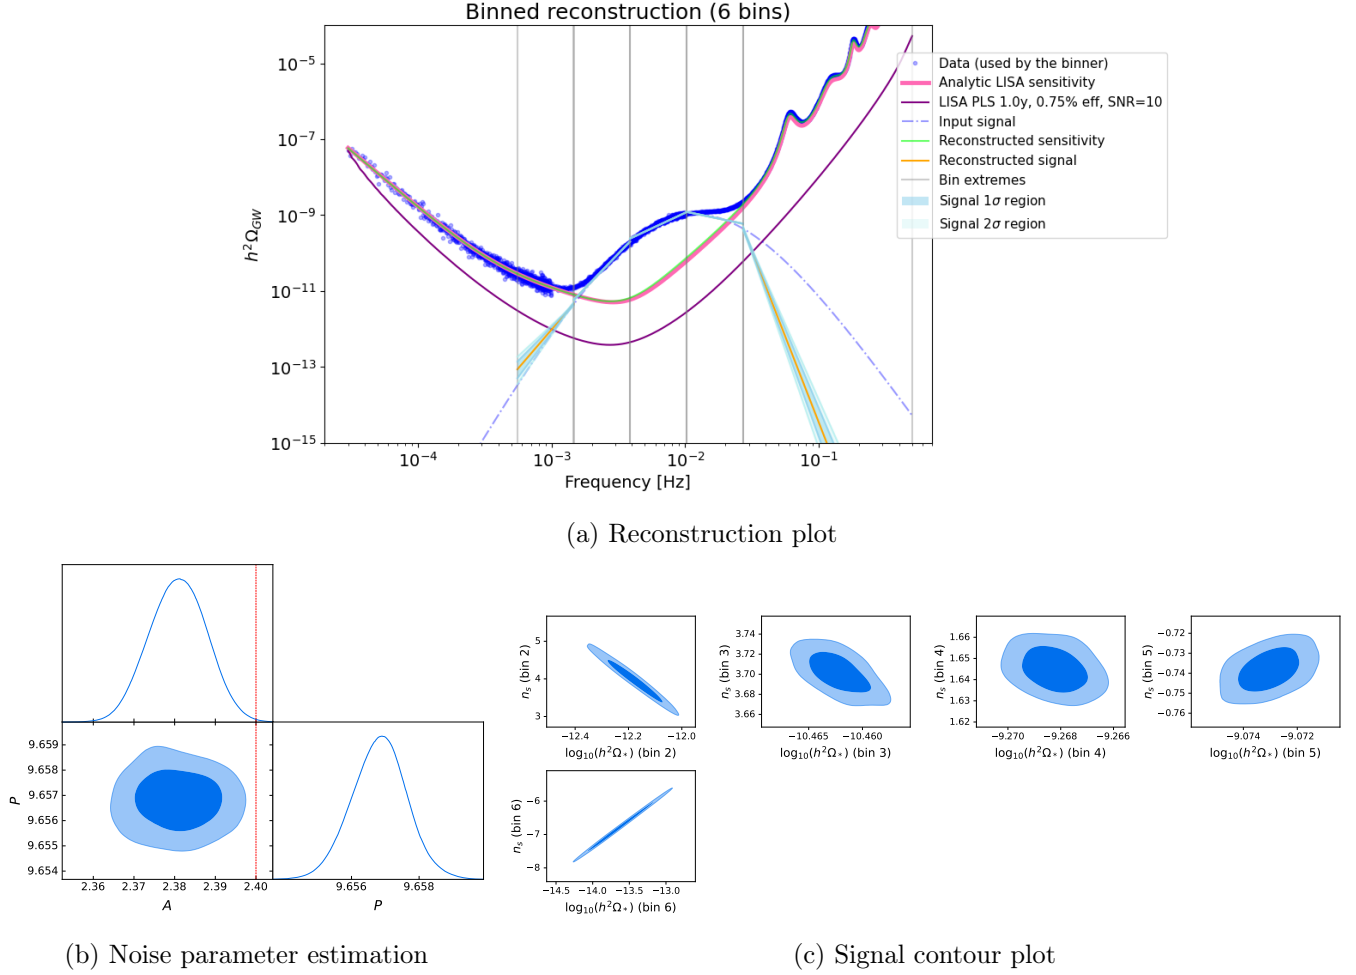 Binned reconstruction (6 bins)
10⁻⁵
10⁻⁷
10⁻⁹
10⁻¹¹
10⁻¹³
10⁻¹⁵
h² Ω_GW
10⁻⁴
10⁻³
10⁻²
10⁻¹
Frequency [Hz]
Data (used by the binner)
Analytic LISA sensitivity
LISA PLS 1.0y, 0.75% eff, SNR=10
Input signal
Reconstructed sensitivity
Reconstructed signal
Bin extremes
Signal 1σ region
Signal 2σ region
(a) Reconstruction plot
9.659
9.658
9.657
9.656
9.655
9.654
P
2.36
2.37
2.38
2.39
2.40
A
9.656
9.658
P
(b) Noise parameter estimation
5
4
3
n_s (bin 2)
−12.4
−12.2
−12.0
log₁₀(h²Ω_*) (bin 2)
3.74
3.72
3.70
3.68
3.66
n_s (bin 3)
−10.465
−10.460
log₁₀(h²Ω_*) (bin 3)
1.66
1.65
1.64
1.63
1.62
n_s (bin 4)
−9.270
−9.268
−9.266
log₁₀(h²Ω_*) (bin 4)
−0.72
−0.73
−0.74
−0.75
−0.76
n_s (bin 5)
−9.074
−9.072
log₁₀(h²Ω_*) (bin 5)
−6
−7
−8
n_s (bin 6)
−14.5
−14.0
−13.5
−13.0
log₁₀(h²Ω_*) (bin 6)
(c) Signal contour plot